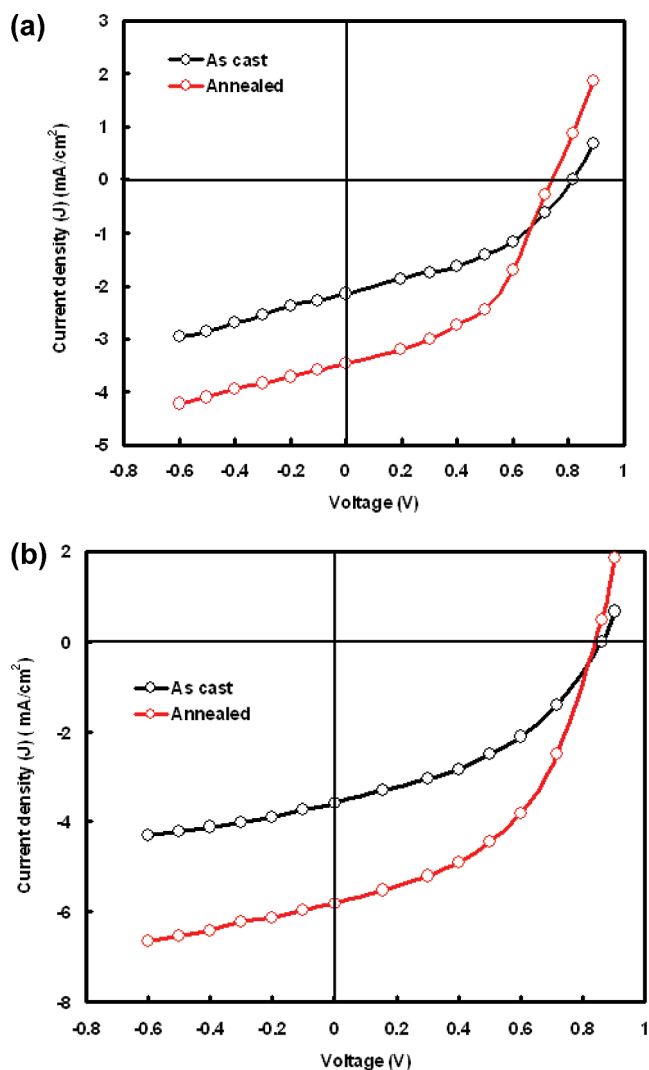 (a)
3
As cast
Annealed
2
1
0
-1
-2
-3
-4
-5
Current density (J) (mA/cm²)
-0.8 -0.6 -0.4 -0.2 0 0.2 0.4 0.6 0.8 1
Voltage (V)
(b)
2
0
As cast
Annealed
-2
-4
-6
-8
Current density (J) ( mA/cm²)
-0.8 -0.6 -0.4 -0.2 0 0.2 0.4 0.6 0.8 1
Voltage (V)